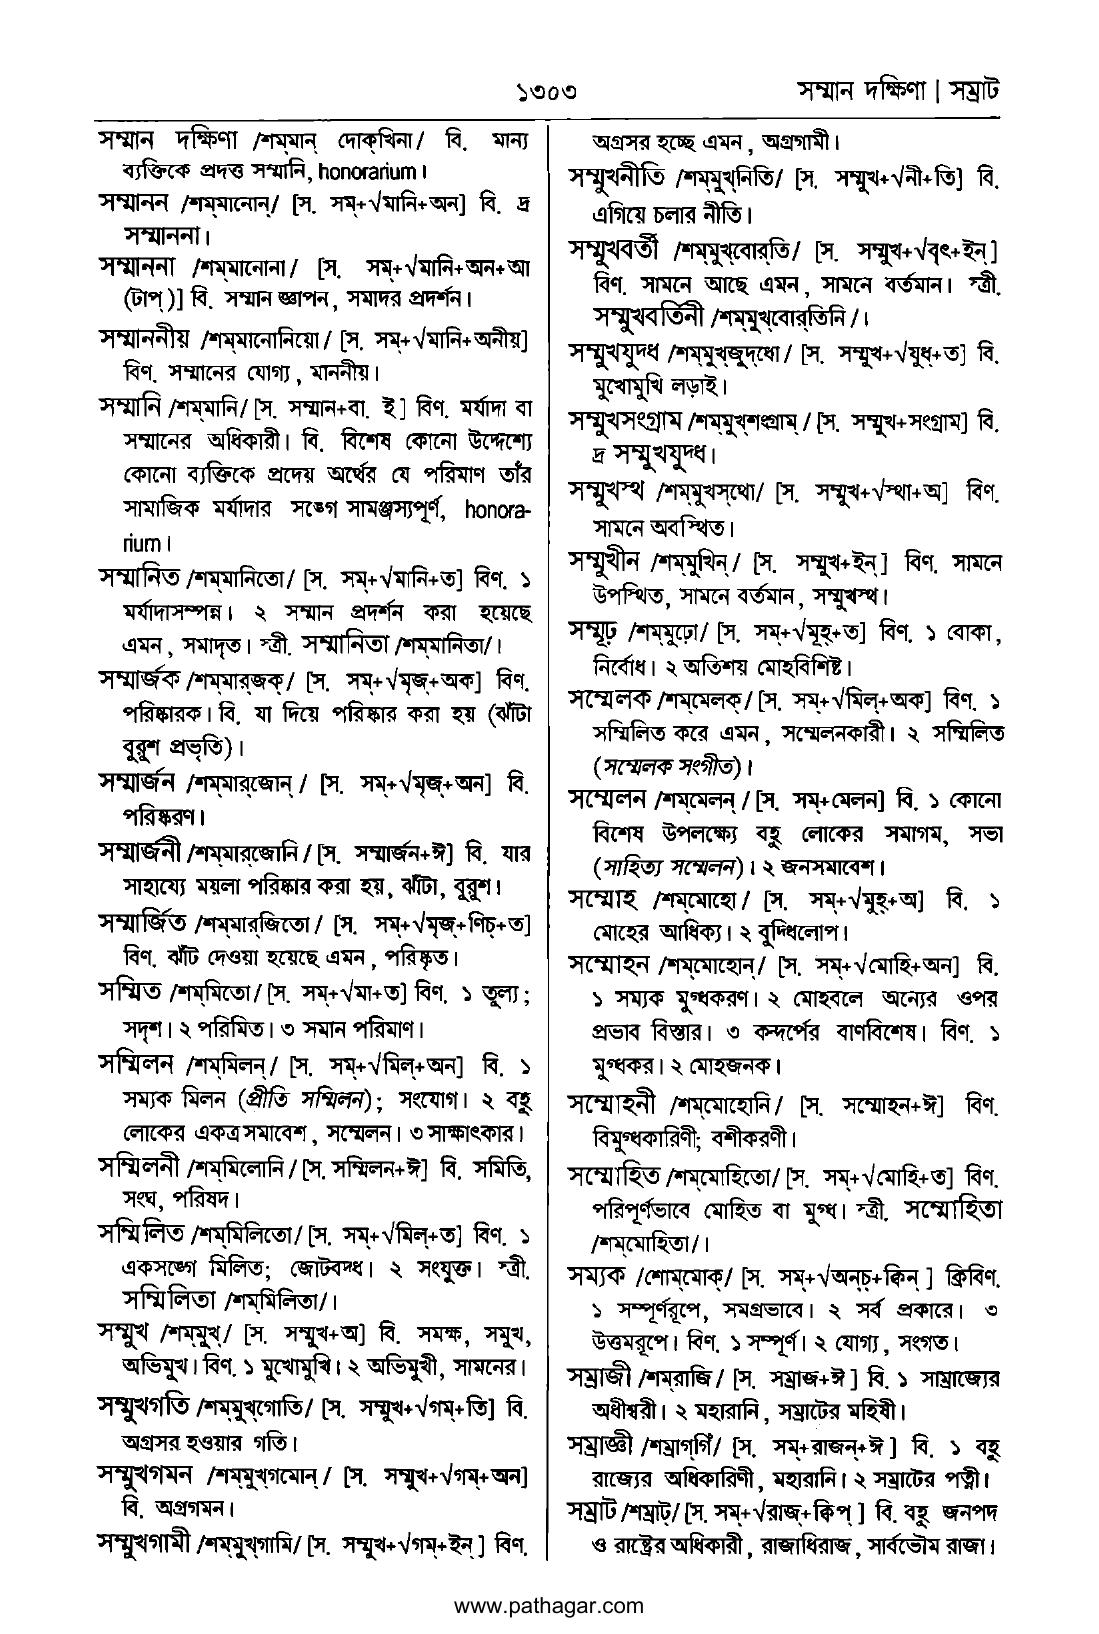 ১৩০৩
সম্মান দক্ষিণা | সম্রাট
সম্মান দক্ষিণা /শম্‌মান্‌ দোক্‌খিনা/ বি. মান্য
ব্যক্তিকে প্রদত্ত সম্মানি, honorarium।
সম্মানন /শম্‌মানোন্‌/ [স. সম্‌+√মানি+অন] বি. দ্র
সম্মাননা।
সম্মাননা /শম্‌মানোনা/ [স. সম্‌+√মানি+অন+আ
(টাপ্‌)] বি. সম্মান জ্ঞাপন, সমাদর প্রদর্শন।
সম্মাননীয় /শম্‌মানোনিয়ো/ [স. সম্‌+√মানি+অনীয়]
বিণ. সম্মানের যোগ্য, মাননীয়।
সম্মানি /শম্‌মানি/ [স. সম্মান+বা. ই] বিণ. মর্যাদা বা
সম্মানের অধিকারী। বি. বিশেষ কোনো উদ্দেশ্যে
কোনো ব্যক্তিকে প্রদেয় অর্থের যে পরিমাণ তাঁর
সামাজিক মর্যাদার সঙ্গে সামঞ্জস্যপূর্ণ, honora-
rium।
সম্মানিত /শম্‌মানিতো/ [স. সম্‌+√মানি+ত] বিণ. ১
মর্যাদাসম্পন্ন। ২ সম্মান প্রদর্শন করা হয়েছে
এমন, সমাদৃত। স্ত্রী. সম্মানিতা /শম্‌মানিতা/।
সম্মার্জক /শম্‌মার্‌জক্‌/ [স. সম্‌+√মৃজ্‌+অক] বিণ.
পরিষ্কারক। বি. যা দিয়ে পরিষ্কার করা হয় (ঝাঁটা
বুরুশ প্রভৃতি)।
সম্মার্জন /শম্‌মার্‌জোন্‌/ [স. সম্‌+√মৃজ্‌+অন] বি.
পরিষ্করণ।
সম্মার্জনী /শম্‌মার্‌জোনি/ [স. সম্মার্জন+ঈ] বি. যার
সাহায্যে ময়লা পরিষ্কার করা হয়, ঝাঁটা, বুরুশ।
সম্মার্জিত /শম্‌মার্‌জিতো/ [স. সম্‌+√মৃজ্‌+ণিচ্‌+ত]
বিণ. ঝাঁট দেওয়া হয়েছে এমন, পরিষ্কৃত।
সম্মিত /শম্‌মিতো/ [স. সম্‌+√মা+ত] বিণ. ১ তুল্য;
সদৃশ। ২ পরিমিত। ৩ সমান পরিমাণ।
সম্মিলন /শম্‌মিলন্‌/ [স. সম্‌+√মিল্‌+অন] বি. ১
সম্যক মিলন (প্রীতি সম্মিলন); সংযোগ। ২ বহু
লোকের একত্র সমাবেশ, সম্মেলন। ৩ সাক্ষাৎকার।
সম্মিলনী /শম্‌মিলোনি/ [স. সম্মিলন+ঈ] বি. সমিতি,
সংঘ, পরিষদ।
সম্মিলিত /শম্‌মিলিতো/ [স. সম্‌+√মিল্‌+ত] বিণ. ১
একসঙ্গে মিলিত; জোটবদ্ধ। ২ সংযুক্ত। স্ত্রী.
সম্মিলিতা /শম্‌মিলিতা/।
সম্মুখ /শম্‌মুখ্‌/ [স. সম্মুখ+অ] বি. সমক্ষ, সমুখ,
অভিমুখ। বিণ. ১ মুখোমুখি। ২ অভিমুখী, সামনের।
সম্মুখগতি /শম্‌মুখ্‌গোতি/ [স. সম্মুখ+√গম্‌+তি] বি.
অগ্রসর হওয়ার গতি।
সম্মুখগমন /শম্‌মুখ্‌গমোন্‌/ [স. সম্মুখ+√গম্‌+অন]
বি. অগ্রগমন।
সম্মুখগামী /শম্‌মুখ্‌গামি/ [স. সম্মুখ+√গম্‌+ইন্‌] বিণ.
অগ্রসর হচ্ছে এমন, অগ্রগামী।
সম্মুখনীতি /শম্‌মুখ্‌নিতি/ [স. সম্মুখ+√নী+তি] বি.
এগিয়ে চলার নীতি।
সম্মুখবর্তী /শম্‌মুখ্‌বোর্‌তি/ [স. সম্মুখ+√বৃৎ+ইন্‌]
বিণ. সামনে আছে এমন, সামনে বর্তমান। স্ত্রী.
সম্মুখবর্তিনী /শম্‌মুখ্‌বোর্‌তিনি/।
সম্মুখযুদ্ধ /শম্‌মুখ্‌জুদ্‌ধো/ [স. সম্মুখ+√যুধ্‌+ত] বি.
মুখোমুখি লড়াই।
সম্মুখসংগ্রাম /শম্‌মুখ্‌শংগ্রাম্‌/ [স. সম্মুখ+সংগ্রাম] বি.
দ্র সম্মুখযুদ্ধ।
সম্মুখস্থ /শম্‌মুখস্‌থো/ [স. সম্মুখ+√স্থা+অ] বিণ.
সামনে অবস্থিত।
সম্মুখীন /শম্‌মুখিন্‌/ [স. সম্মুখ+ইন্‌] বিণ. সামনে
উপস্থিত, সামনে বর্তমান, সম্মুখস্থ।
সম্মূঢ় /শম্‌মুঢ়ো/ [স. সম্‌+√মূহ্‌+ত] বিণ. ১ বোকা,
নির্বোধ। ২ অতিশয় মোহবিশিষ্ট।
সম্মেলক /শম্‌মেলক্‌/ [স. সম্‌+√মিল্‌+অক] বিণ. ১
সম্মিলিত করে এমন, সম্মেলনকারী। ২ সম্মিলিত
(সম্মেলক সংগীত)।
সম্মেলন /শম্‌মেলন্‌/ [স. সম্‌+মেলন] বি. ১ কোনো
বিশেষ উপলক্ষ্যে বহু লোকের সমাগম, সভা
(সাহিত্য সম্মেলন)। ২ জনসমাবেশ।
সম্মোহ /শম্‌মোহো/ [স. সম্‌+√মুহ্‌+অ] বি. ১
মোহের আধিক্য। ২ বুদ্ধিলোপ।
সম্মোহন /শম্‌মোহোন্‌/ [স. সম্‌+√মোহি+অন] বি.
১ সম্যক মুগ্ধকরণ। ২ মোহবলে অন্যের ওপর
প্রভাব বিস্তার। ৩ কন্দর্পের বাণবিশেষ। বিণ. ১
মুগ্ধকর। ২ মোহজনক।
সম্মোহনী /শম্‌মোহোনি/ [স. সম্মোহন+ঈ] বিণ.
বিমুগ্ধকারিণী; বশীকরণী।
সম্মোহিত /শম্‌মোহিতো/ [স. সম্‌+√মোহি+ত] বিণ.
পরিপূর্ণভাবে মোহিত বা মুগ্ধ। স্ত্রী. সম্মোহিতা
/শম্‌মোহিতা/।
সম্যক /শোম্‌মোক্‌/ [স. সম্‌+√অন্‌চ্‌+ক্বিন্‌] ক্রিবিণ.
১ সম্পূর্ণরূপে, সমগ্রভাবে। ২ সর্ব প্রকারে। ৩
উত্তমরূপে। বিণ. ১ সম্পূর্ণ। ২ যোগ্য, সংগত।
সম্রাজী /শম্‌রাজি/ [স. সম্রাজ+ঈ] বি. ১ সাম্রাজ্যের
অধীশ্বরী। ২ মহারানি, সম্রাটের মহিষী।
সম্রাজ্ঞী /শম্রাগ্‌গিঁ/ [স. সম্‌+রাজন্‌+ঈ] বি. ১ বহু
রাজ্যের অধিকারিণী, মহারানি। ২ সম্রাটের পত্নী।
সম্রাট /শম্রাট্‌/ [স. সম্‌+√রাজ্‌+ক্বিপ্‌] বি. বহু জনপদ
ও রাষ্ট্রের অধিকারী, রাজাধিরাজ, সার্বভৌম রাজা।
www.pathagar.com